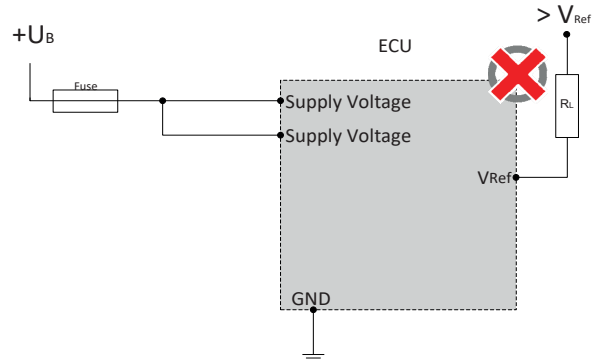 > VRef
+UB
ECU
Fuse
Supply Voltage
RL
Supply Voltage
VRef
GND